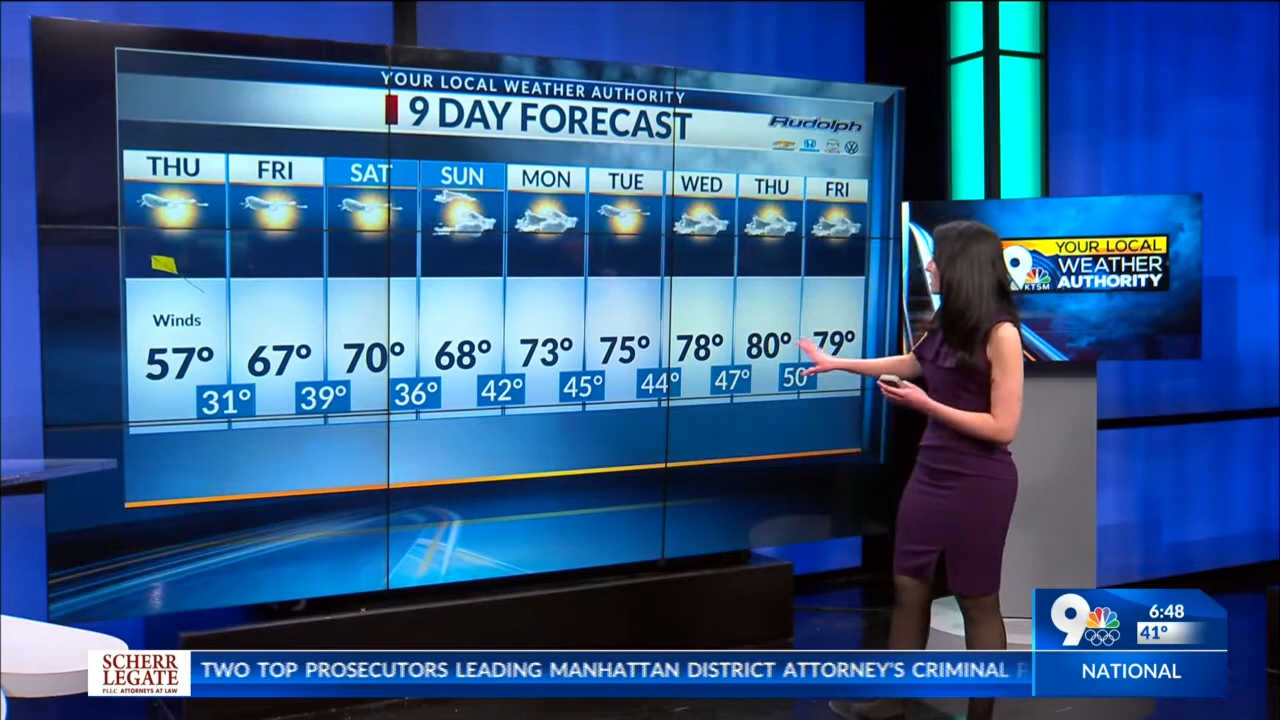 YOUR LOCAL WEATHER AUTHORITY
9 DAY FORECAST
Rudolph
THU FRI SAT SUN MON TUE WED THU FRI
Winds
57° 67° 70° 68° 73° 75° 78° 80° 79°
31° 39° 36° 42° 45° 44° 47° 50°
9
KTSM
YOUR LOCAL
WEATHER
AUTHORITY
9
6:48
41°
NATIONAL
SCHERR
LEGATE
PLLC ATTORNEYS AT LAW
TWO TOP PROSECUTORS LEADING MANHATTAN DISTRICT ATTORNEY'S CRIMINAL